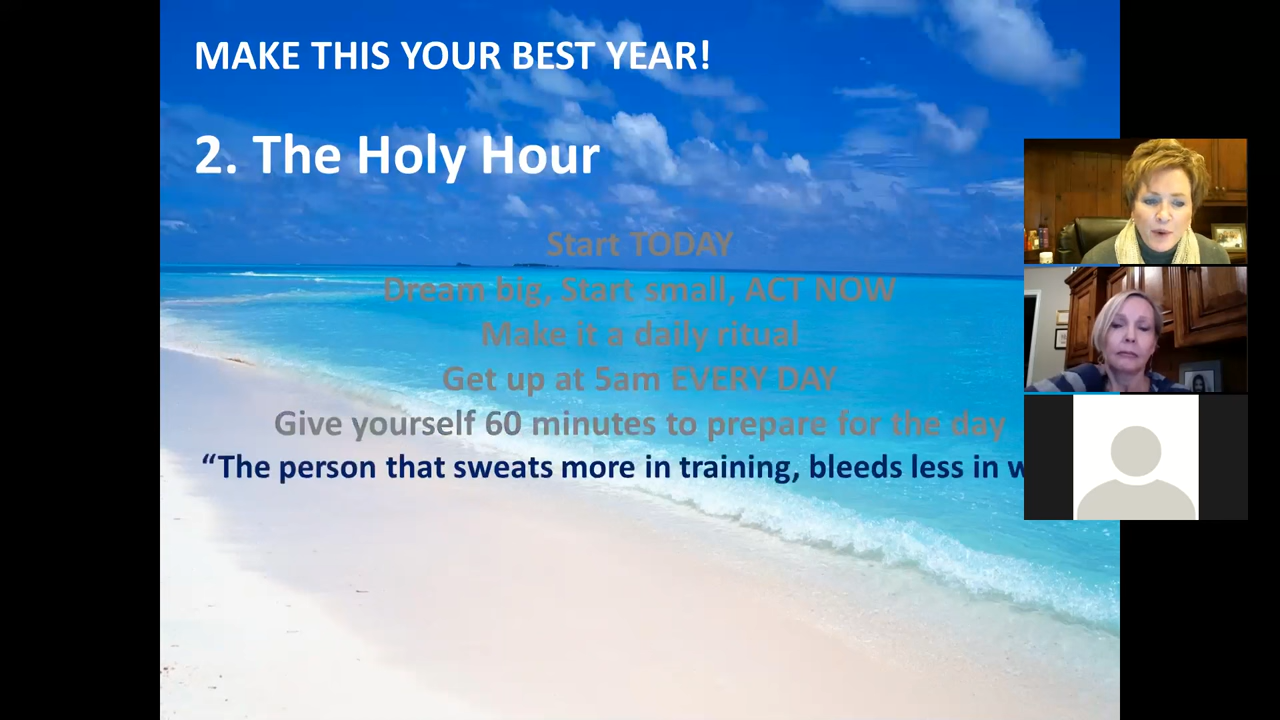 MAKE THIS YOUR BEST YEAR!
2. The Holy Hour
Start TODAY
Dream big, Start small, ACT NOW
Make it a daily ritual
Get up at 5am EVERY DAY
Give yourself 60 minutes to prepare for the day
“The person that sweats more in training, bleeds less in